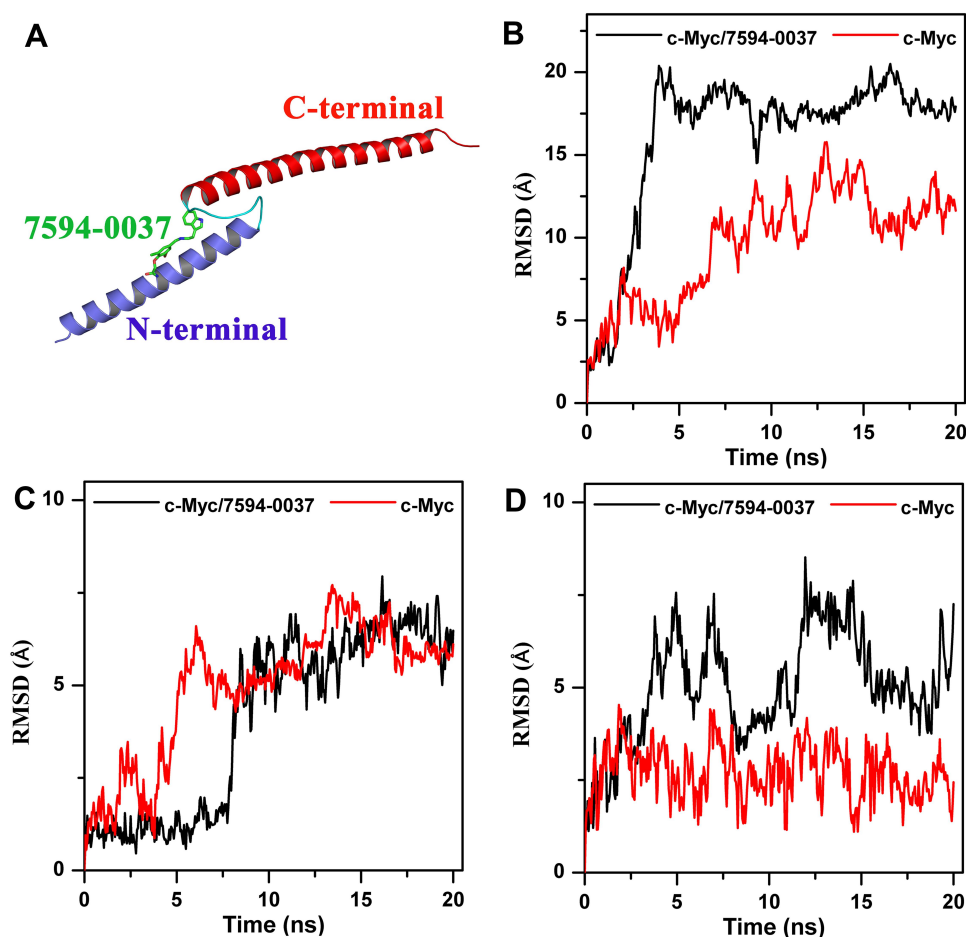 A
C-terminal
7594-0037
N-terminal
B
c-Myc/7594-0037 c-Myc
20
15
10
5
0
RMSD (Å)
0 5 10 15 20
Time (ns)
C
c-Myc/7594-0037 c-Myc
10
5
0
RMSD (Å)
0 5 10 15 20
Time (ns)
D
c-Myc/7594-0037 c-Myc
10
5
0
RMSD (Å)
0 5 10 15 20
Time (ns)